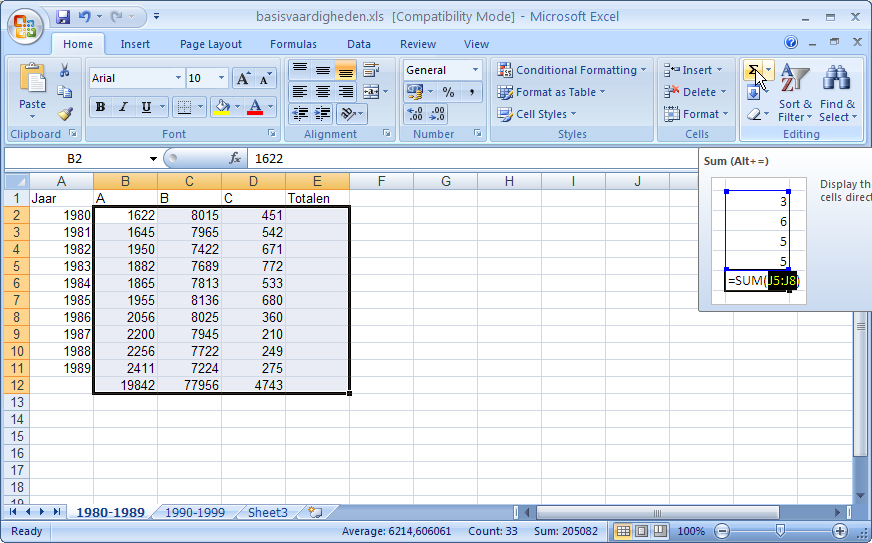 basisvaardigheden.xls [Compatibility Mode] - Microsoft Excel
Home Insert Page Layout Formulas Data Review View
Paste
Clipboard
Arial 10 A A
B I U A
Font
Alignment
General
% ,
Number
Conditional Formatting
Format as Table
Cell Styles
Styles
Insert
Delete
Format
Cells
Σ
Sort & Filter
Find & Select
Editing
B2 fx 1622
Sum (Alt+=)
Display th
cells direct
3
6
5
5
=SUM(J5:J8)
A B C D E F G H I J
1 Jaar A B C Totalen
2 1980 1622 8015 451
3 1981 1645 7965 542
4 1982 1950 7422 671
5 1983 1882 7689 772
6 1984 1865 7813 533
7 1985 1955 8136 680
8 1986 2056 8025 360
9 1987 2200 7945 210
10 1988 2256 7722 249
11 1989 2411 7224 275
12 19842 77956 4743
13
14
15
16
17
18
19
1980-1989 1990-1999 Sheet3
Ready Average: 6214,606061 Count: 33 Sum: 205082 100%